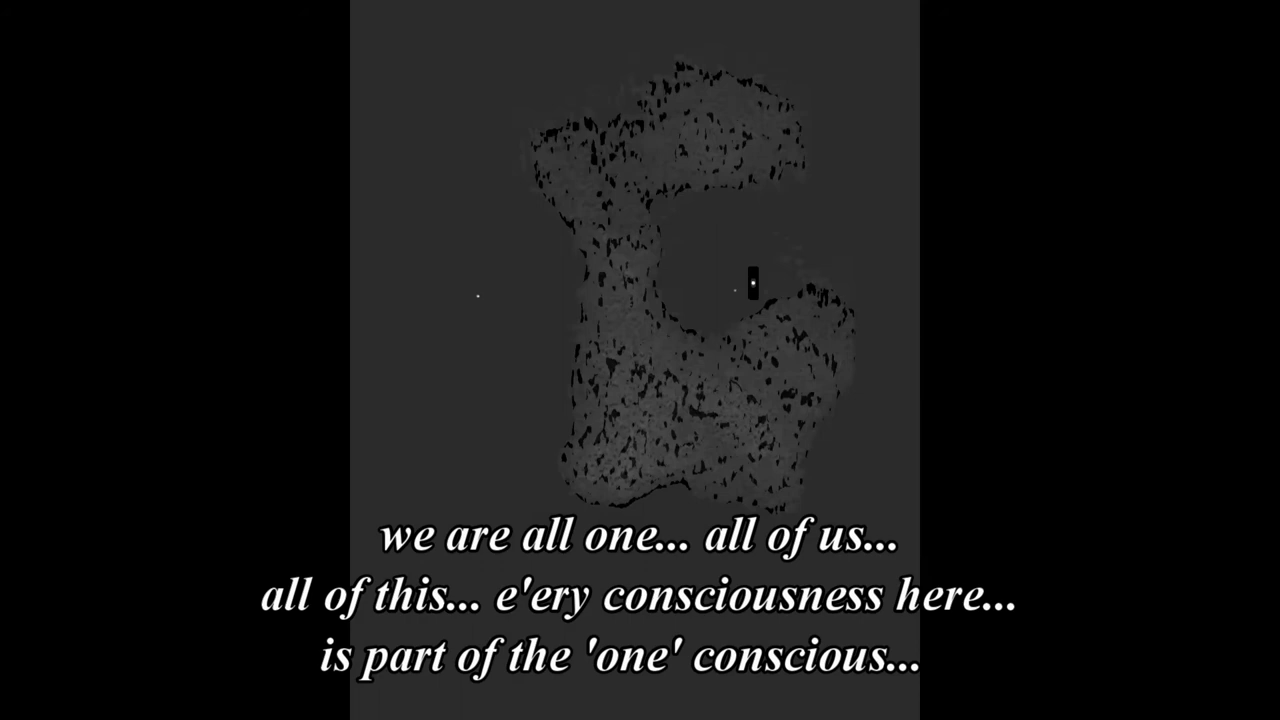 we are all one... all of us...
all of this... e'ery consciousness here...
is part of the 'one' conscious...